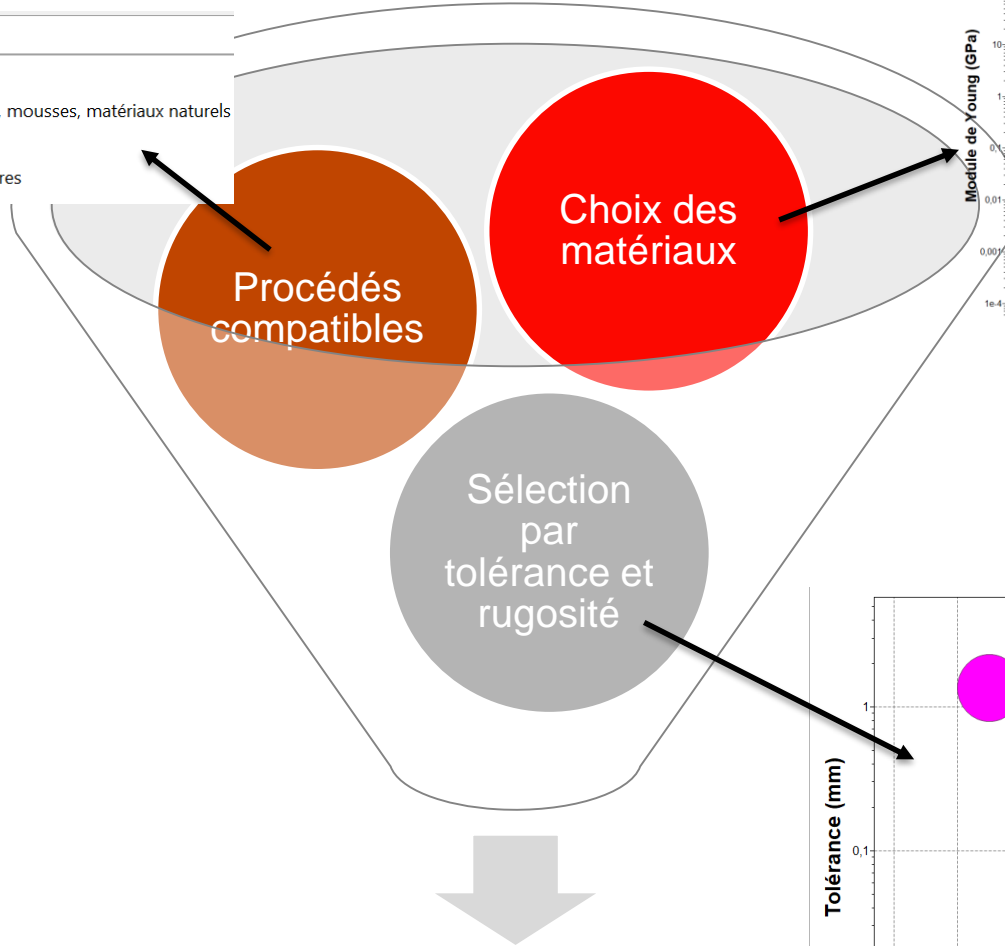 , mousses, matériaux naturels
res
Procédés
compatibles
Choix des
matériaux
Sélection
par
tolérance et
rugosité
Module de Young (GPa)
10
1
0,1
0,01
0,001
1e-4
Tolérance (mm)
1
0,1